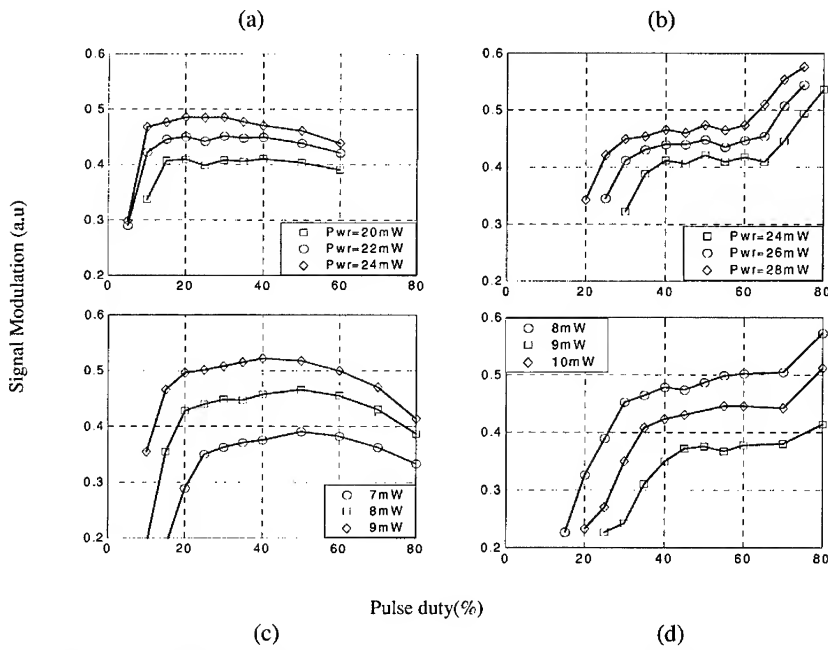 (a) (b)
0.6
0.5
0.4
0.3
0.2
0 20 40 60 80
Pwr=20mW
Pwr=22mW
Pwr=24mW
0.6
0.5
0.4
0.3
0.2
0 20 40 60 80
Pwr=24mW
Pwr=26mW
Pwr=28mW
Signal Modulation (a.u)
0.6
0.5
0.4
0.3
0.2
0 20 40 60 80
7mW
8mW
9mW
0.6
0.5
0.4
0.3
0.2
0 20 40 60 80
8mW
9mW
10mW
Pulse duty(%)
(c) (d)